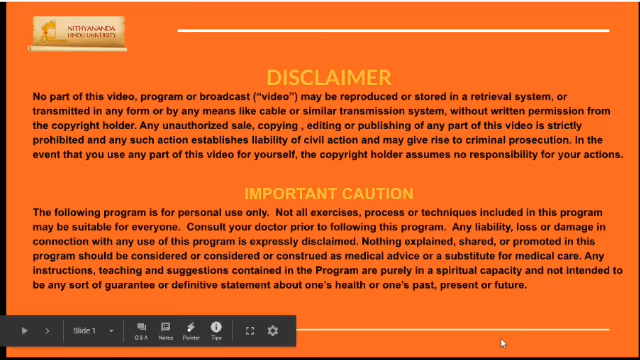 NITHYANANDA
HINDU UNIVERSITY
DISCLAIMER
No part of this video, program or broadcast ("video") may be reproduced or stored in a retrieval system, or
transmitted in any form or by any means like cable or similar transmission system, without written permission from
the copyright holder. Any unauthorized sale, copying , editing or publishing of any part of this video is strictly
prohibited and any such action establishes liability of civil action and may give rise to criminal prosecution. In the
event that you use any part of this video for yourself, the copyright holder assumes no responsibility for your actions.
IMPORTANT CAUTION
The following program is for personal use only. Not all exercises, process or techniques included in this program
may be suitable for everyone. Consult your doctor prior to following this program. Any liability, loss or damage in
connection with any use of this program is expressly disclaimed. Nothing explained, shared, or promoted in this
program should be considered or considered or construed as medical advice or a substitute for medical care. Any
instructions, teaching and suggestions contained in the Program are purely in a spiritual capacity and not intended to
be any sort of guarantee or definitive statement about one's health or one's past, present or future.
Slide 1
Q&A
Notes
Pointer
Tips